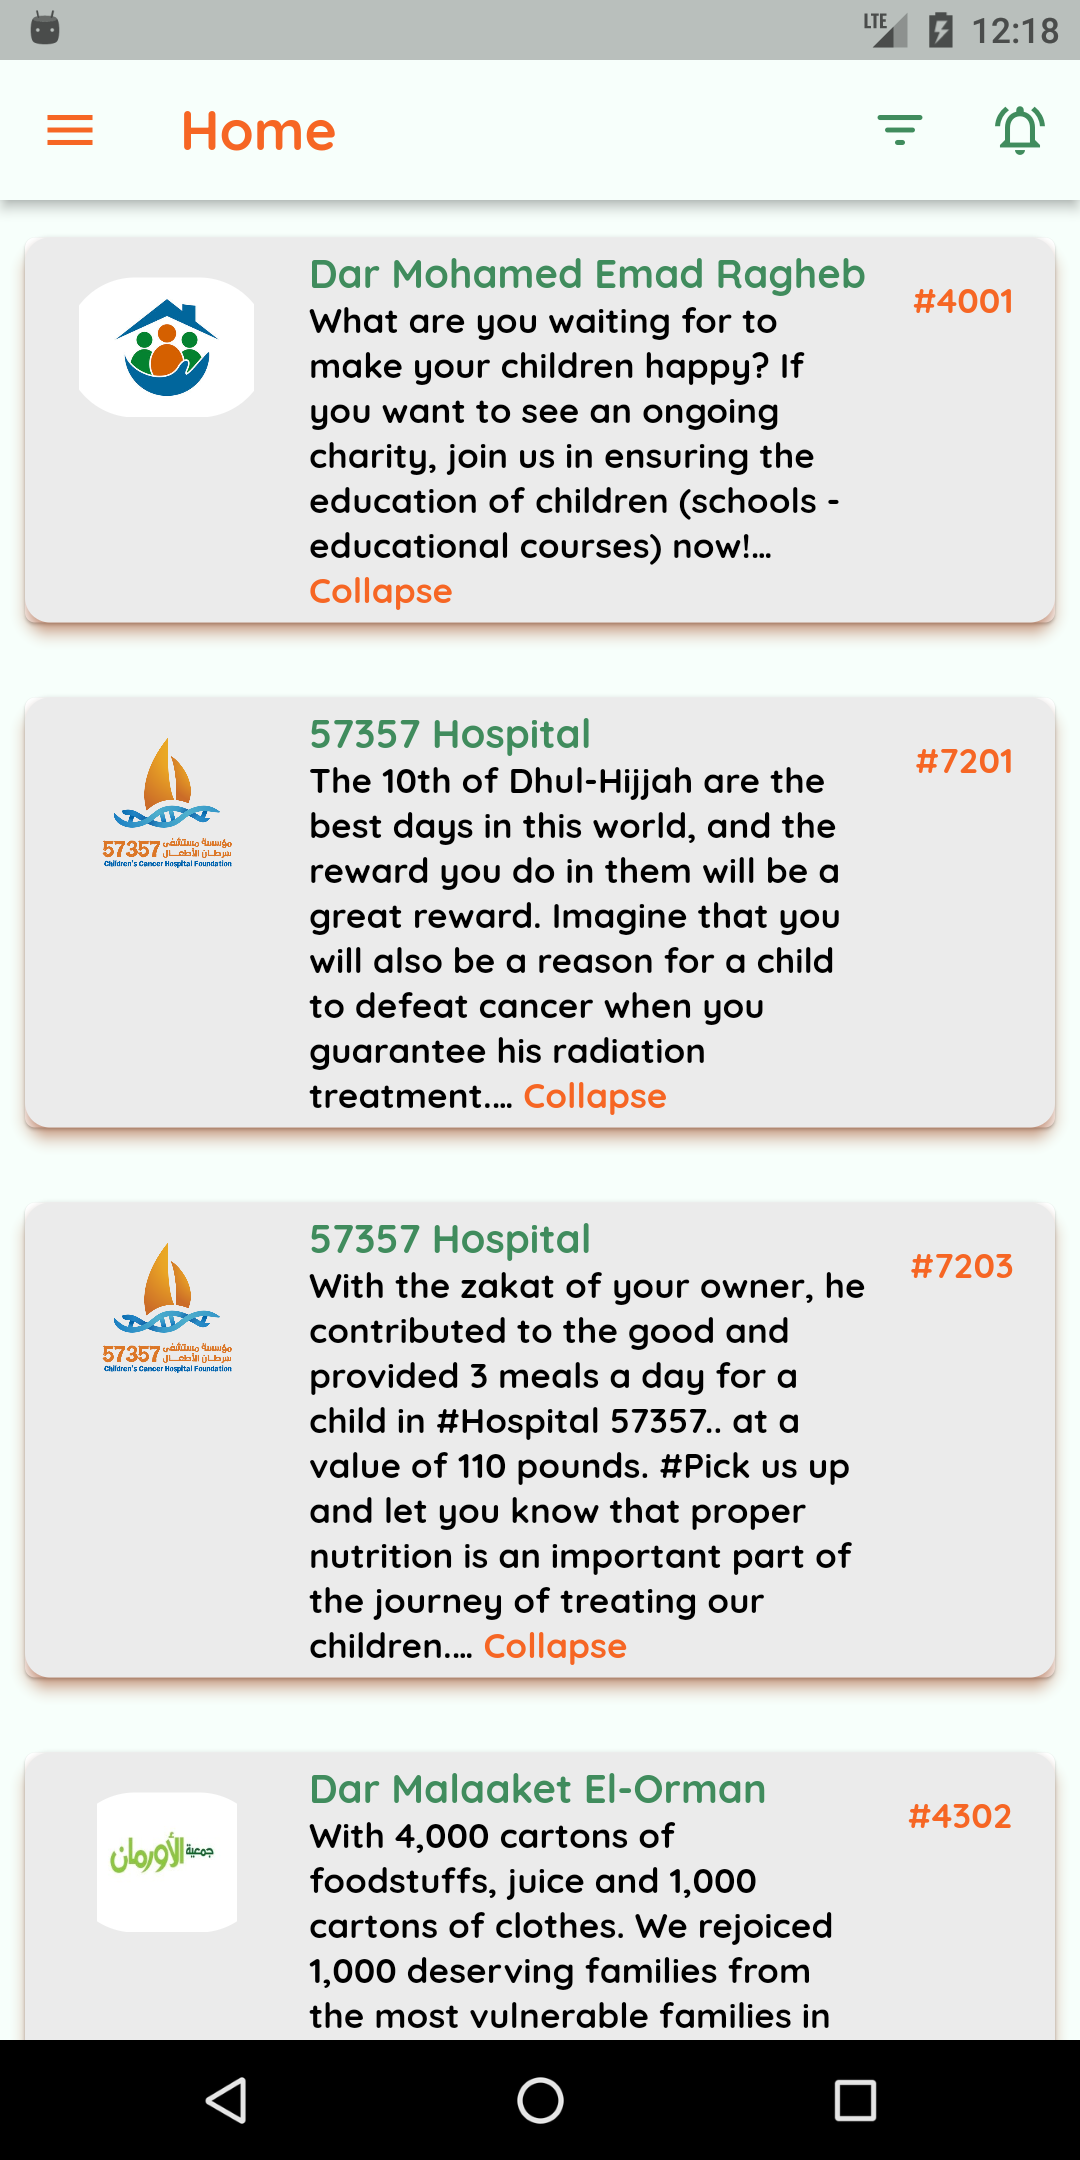 LTE 12:18
Home
Dar Mohamed Emad Ragheb
#4001
What are you waiting for to
make your children happy? If
you want to see an ongoing
charity, join us in ensuring the
education of children (schools -
educational courses) now!...
Collapse
57357 Hospital
#7201
The 10th of Dhul-Hijjah are the
best days in this world, and the
reward you do in them will be a
great reward. Imagine that you
will also be a reason for a child
to defeat cancer when you
guarantee his radiation
treatment.... Collapse
مؤسسة مستشفى
57357 سرطان الأطفال
Children's Cancer Hospital Foundation
57357 Hospital
#7203
With the zakat of your owner, he
contributed to the good and
provided 3 meals a day for a
child in #Hospital 57357.. at a
value of 110 pounds. #Pick us up
and let you know that proper
nutrition is an important part of
the journey of treating our
children.... Collapse
مؤسسة مستشفى
57357 سرطان الأطفال
Children's Cancer Hospital Foundation
Dar Malaaket El-Orman
#4302
جمعية الأورمان
With 4,000 cartons of
foodstuffs, juice and 1,000
cartons of clothes. We rejoiced
1,000 deserving families from
the most vulnerable families in